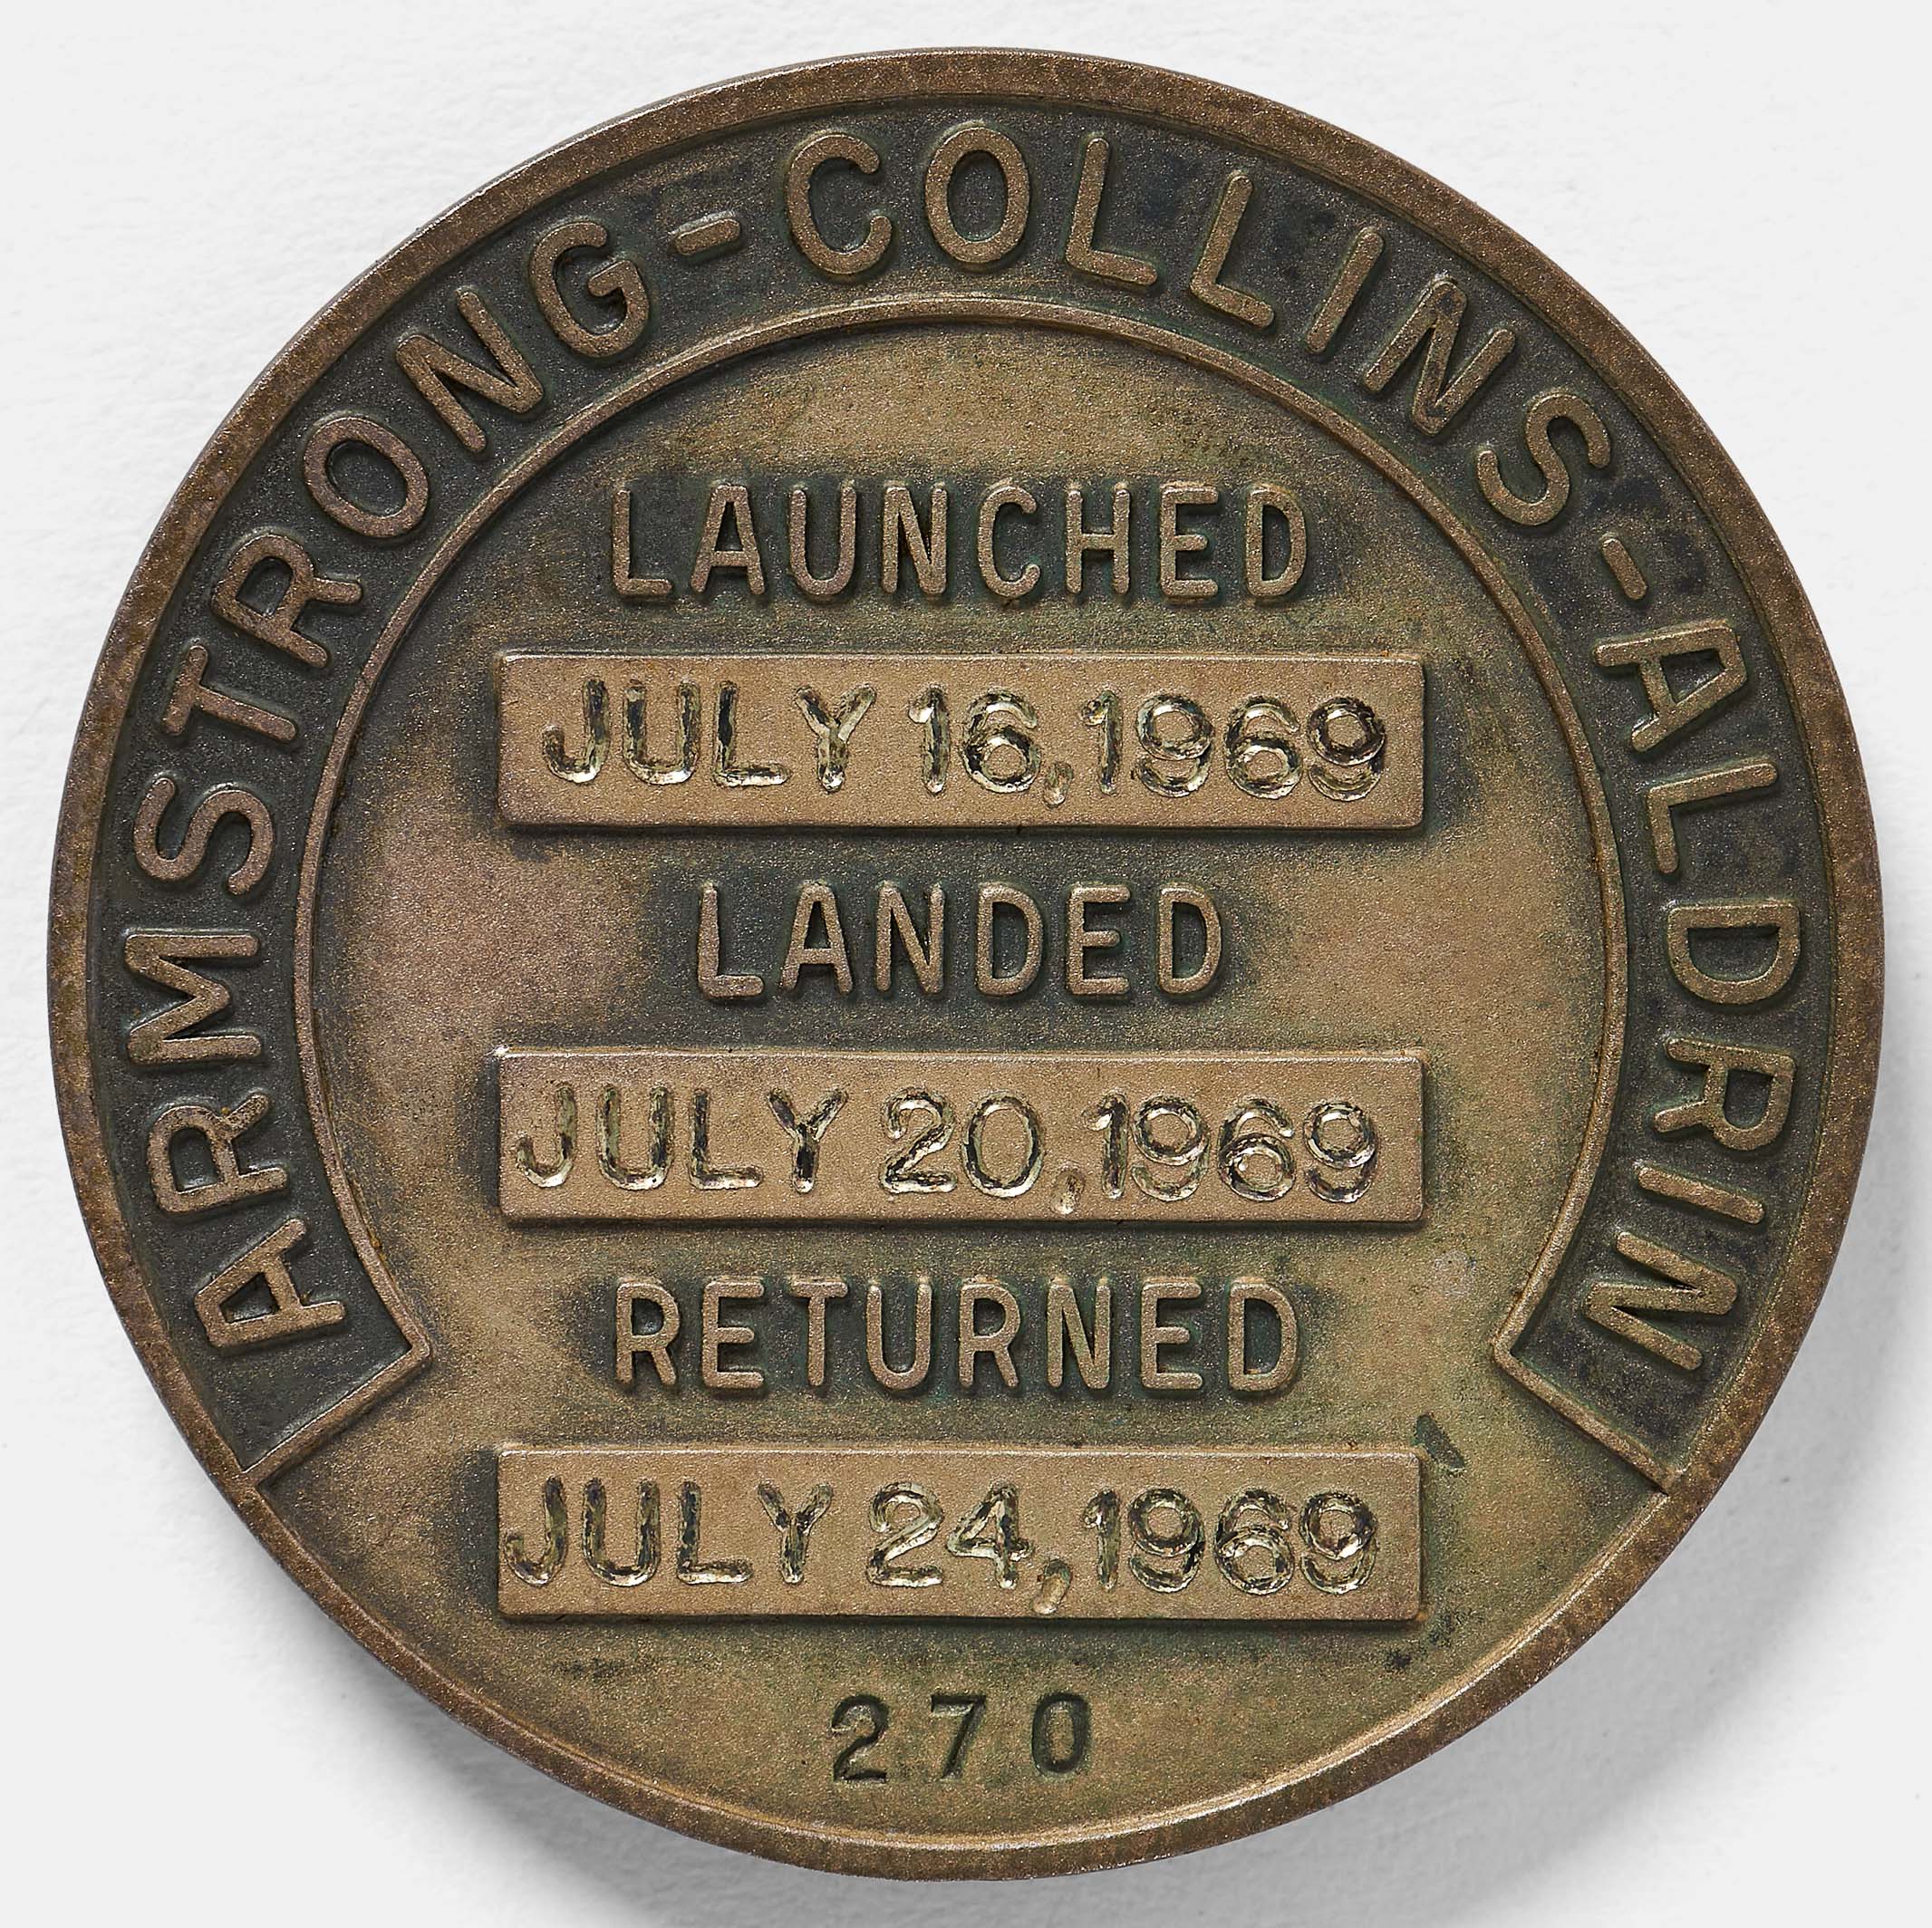 ARMSTRONG-COLLINS-ALDRIN
LAUNCHED
JULY 16,1969
LANDED
JULY 20,1969
RETURNED
JULY 24,1969
270